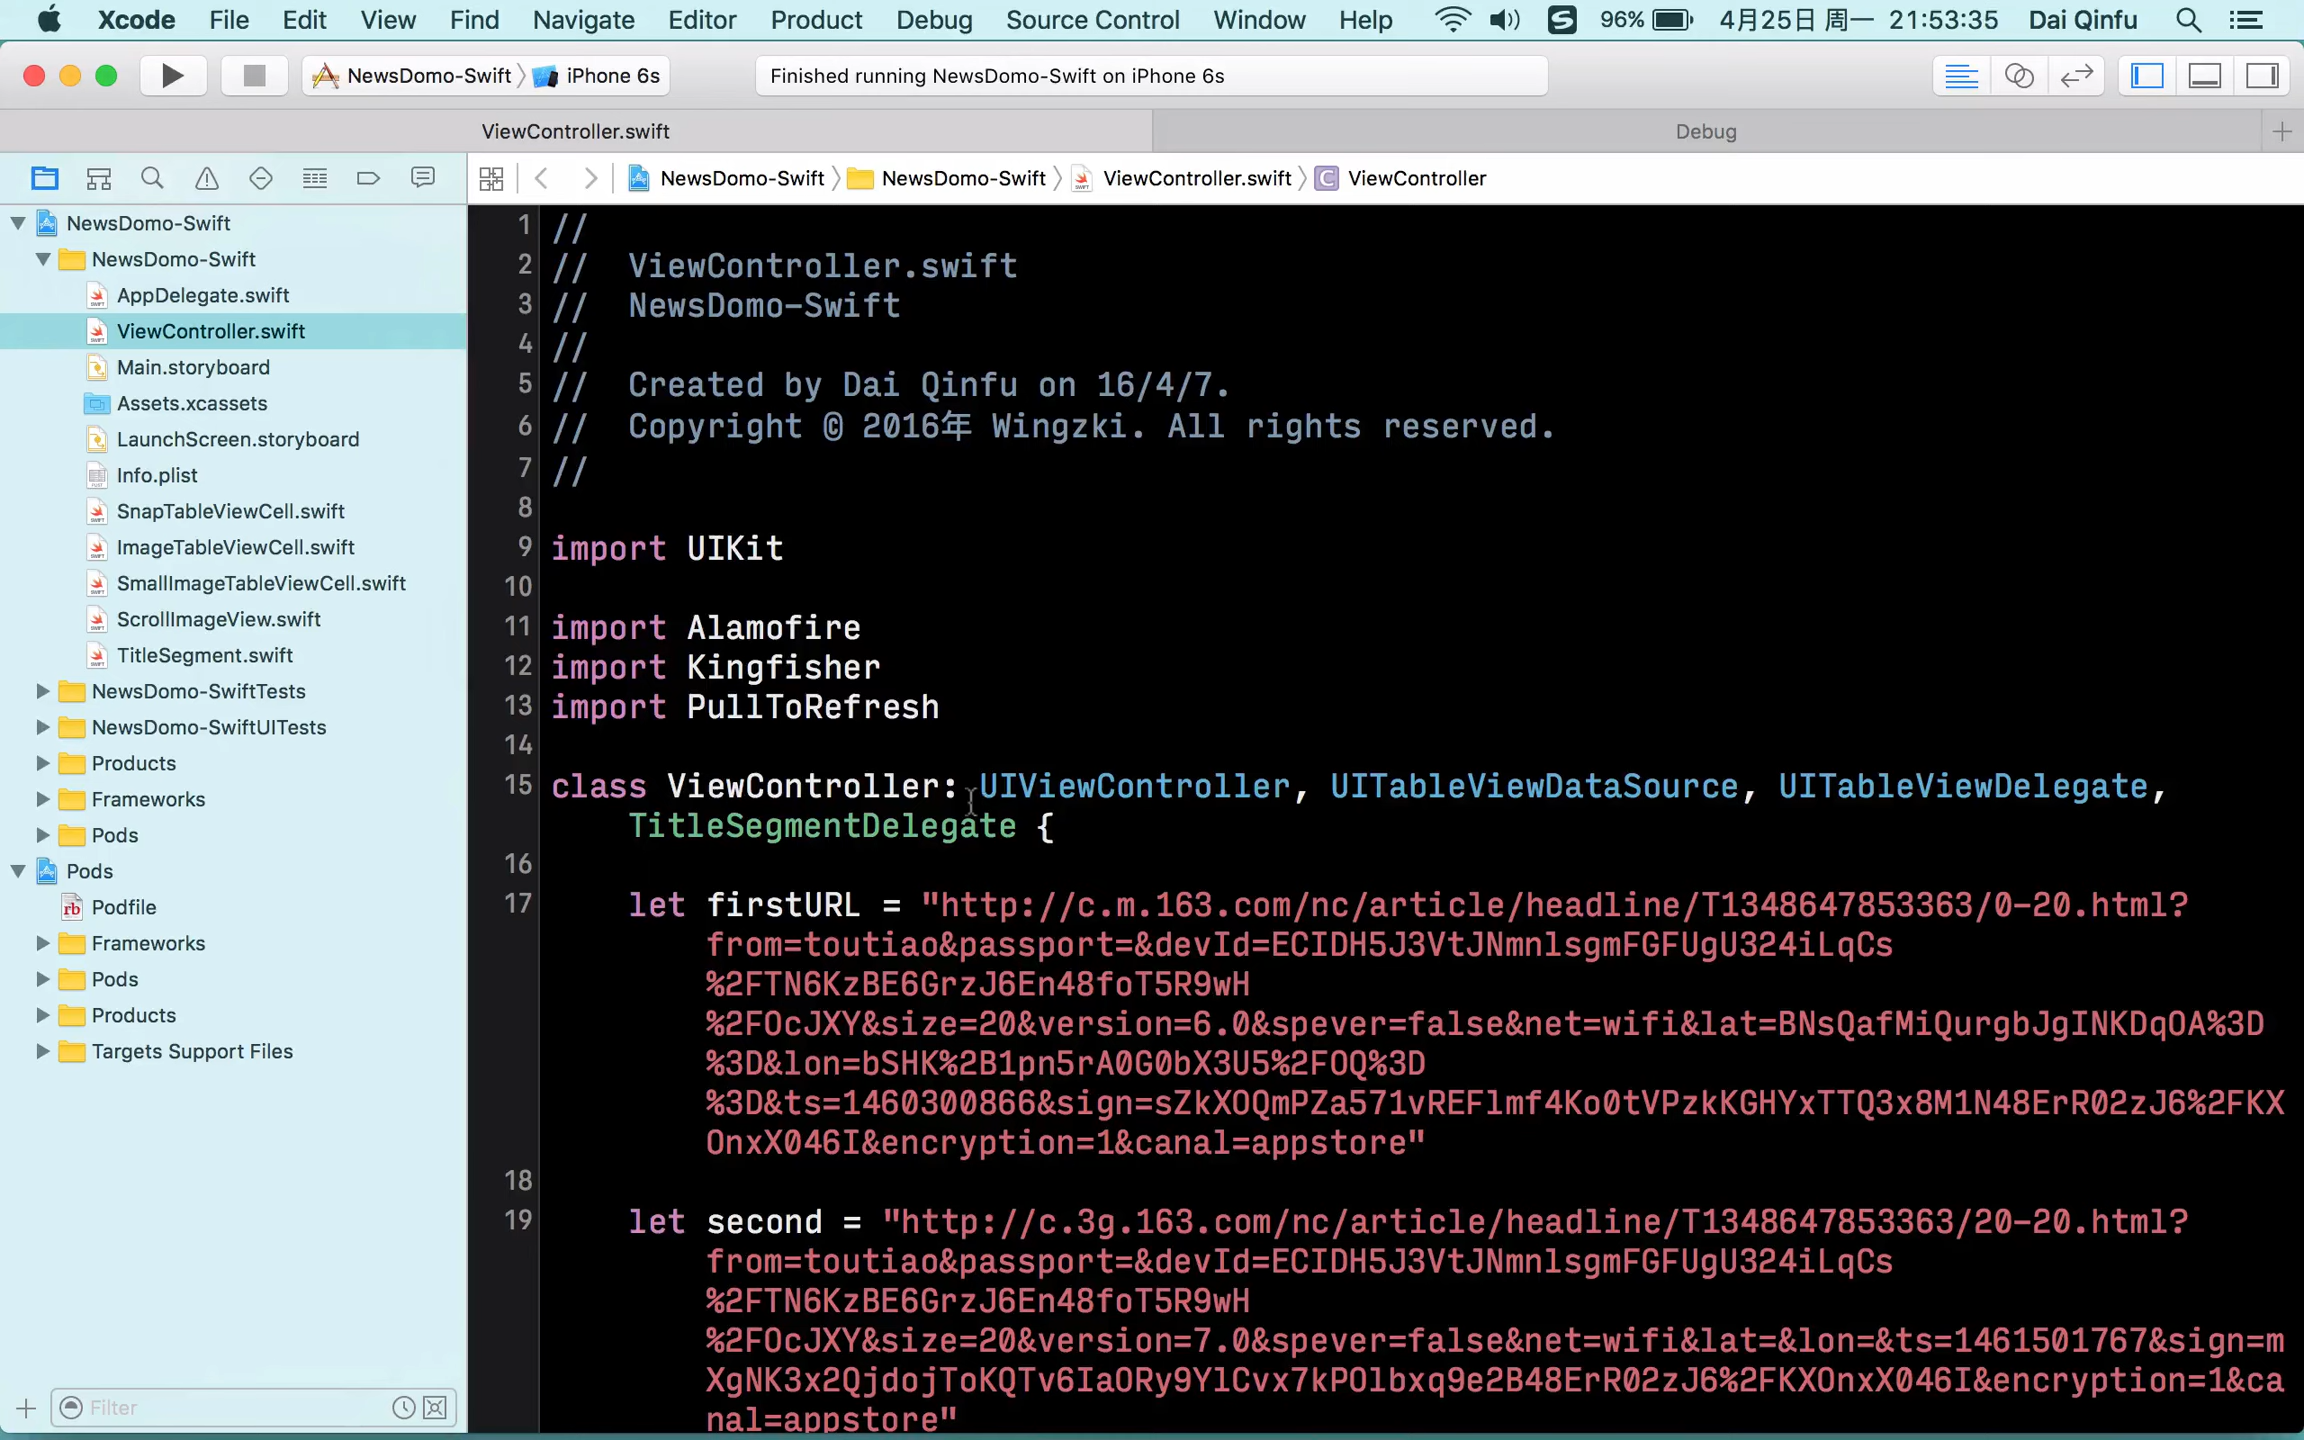 Xcode File Edit View Find Navigate Editor Product Debug Source Control Window Help 96% 4月25日 周一 21:53:35 Dai Qinfu
NewsDomo-Swift iPhone 6s Finished running NewsDomo-Swift on iPhone 6s
ViewController.swift Debug
NewsDomo-Swift NewsDomo-Swift ViewController.swift C ViewController
NewsDomo-Swift
NewsDomo-Swift
AppDelegate.swift
ViewController.swift
Main.storyboard
Assets.xcassets
LaunchScreen.storyboard
Info.plist
SnapTableViewCell.swift
ImageTableViewCell.swift
SmallImageTableViewCell.swift
ScrollImageView.swift
TitleSegment.swift
NewsDomo-SwiftTests
NewsDomo-SwiftUITests
Products
Frameworks
Pods
Pods
Podfile
Frameworks
Pods
Products
Targets Support Files
Filter
1 //
2 // ViewController.swift
3 // NewsDomo-Swift
4 //
5 // Created by Dai Qinfu on 16/4/7.
6 // Copyright © 2016年 Wingzki. All rights reserved.
7 //
8
9 import UIKit
10
11 import Alamofire
12 import Kingfisher
13 import PullToRefresh
14
15 class ViewController: UIViewController, UITableViewDataSource, UITableViewDelegate,
TitleSegmentDelegate {
16
17 let firstURL = "http://c.m.163.com/nc/article/headline/T1348647853363/0-20.html?
from=toutiao&passport=&devId=ECIDH5J3VtJNmnlsgmFGFUgU324iLqCs
%2FTN6KzBE6GrzJ6En48foT5R9wH
%2FOcJXY&size=20&version=6.0&spever=false&net=wifi&lat=BNsQafMiQurgbJgINKDqOA%3D
%3D&lon=bSHK%2B1pn5rA0G0bX3U5%2FOQ%3D
%3D&ts=1460300866&sign=sZkXOQmPZa571vREFlmf4Ko0tVPzkKGHYxTTQ3x8M1N48ErR02zJ6%2FKX
OnxX046I&encryption=1&canal=appstore"
18
19 let second = "http://c.3g.163.com/nc/article/headline/T1348647853363/20-20.html?
from=toutiao&passport=&devId=ECIDH5J3VtJNmnlsgmFGFUgU324iLqCs
%2FTN6KzBE6GrzJ6En48foT5R9wH
%2FOcJXY&size=20&version=7.0&spever=false&net=wifi&lat=&lon=&ts=1461501767&sign=m
XgNK3x2QjdojToKQTv6IaORy9YlCvx7kPOlbxq9e2B48ErR02zJ6%2FKXOnxX046I&encryption=1&ca
nal=appstore"